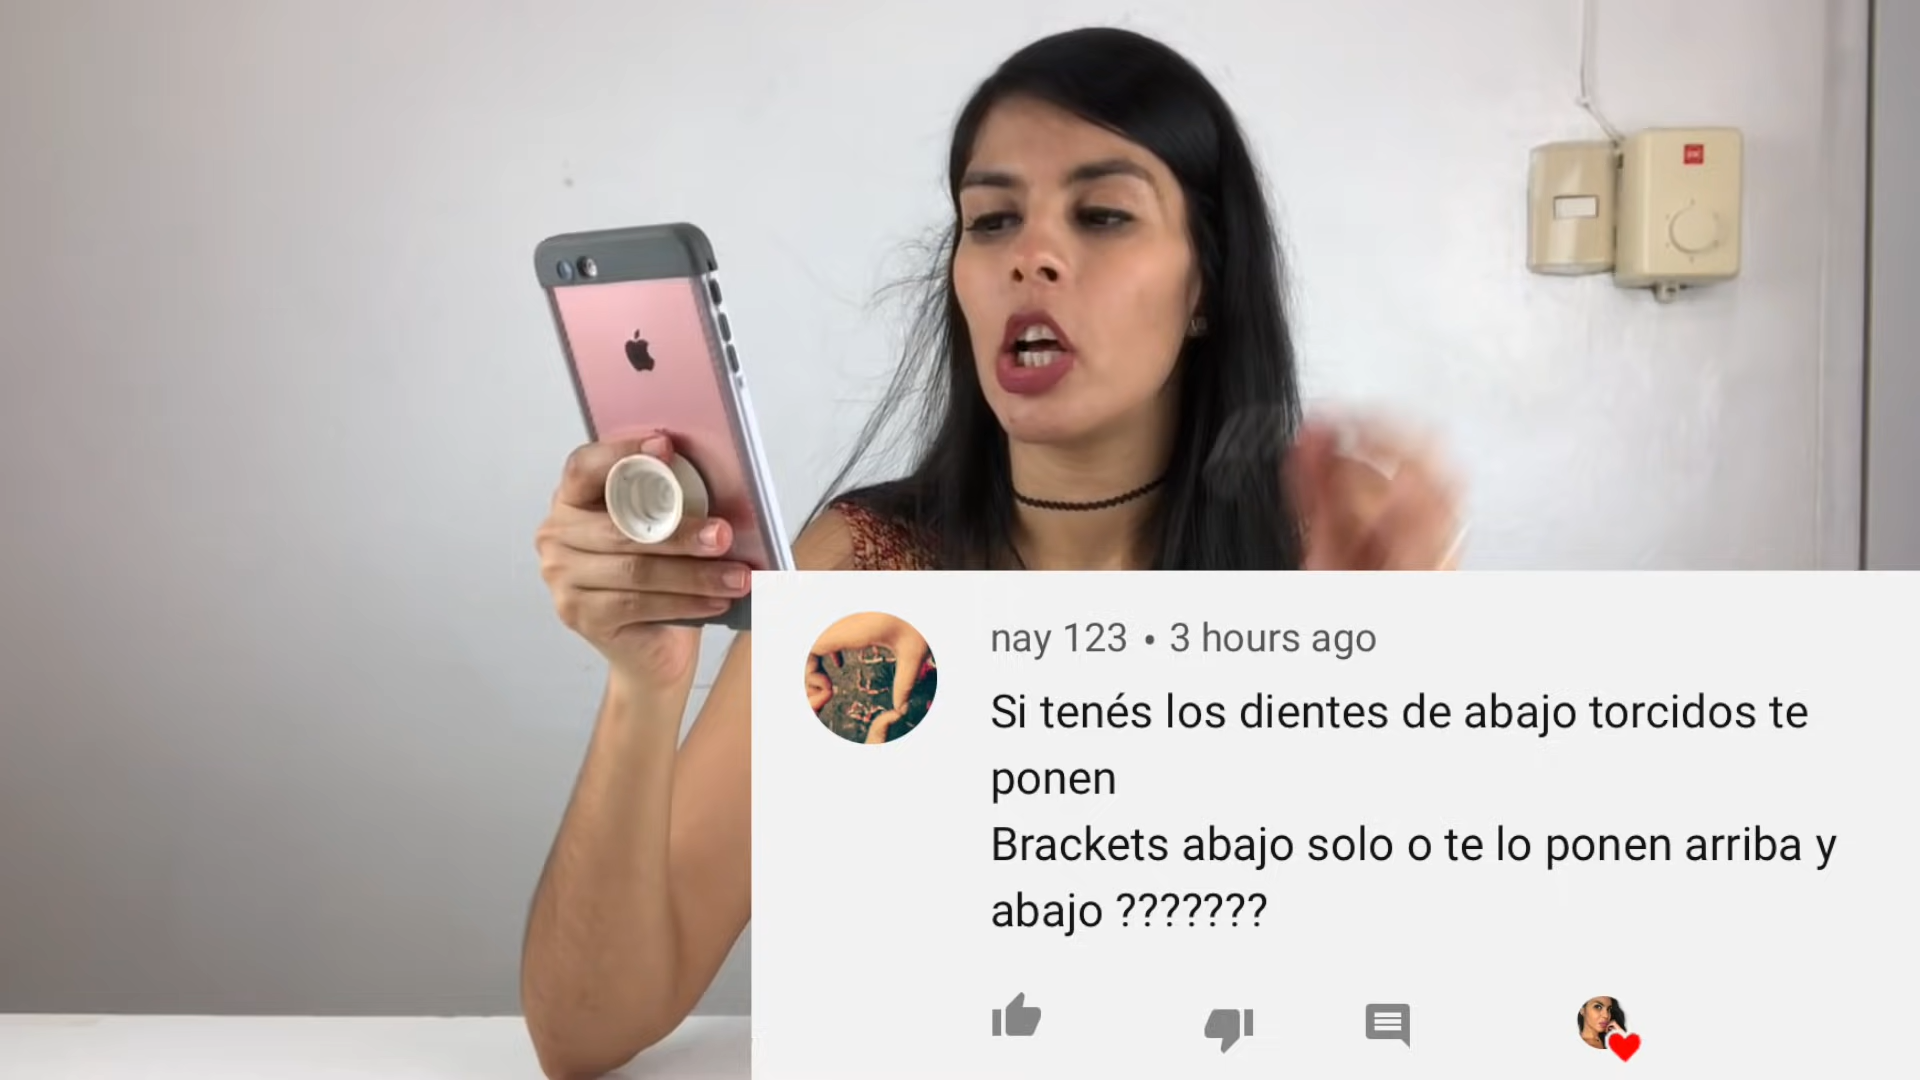 nay 123 • 3 hours ago
Si tenés los dientes de abajo torcidos te
ponen
Brackets abajo solo o te lo ponen arriba y
abajo ???????